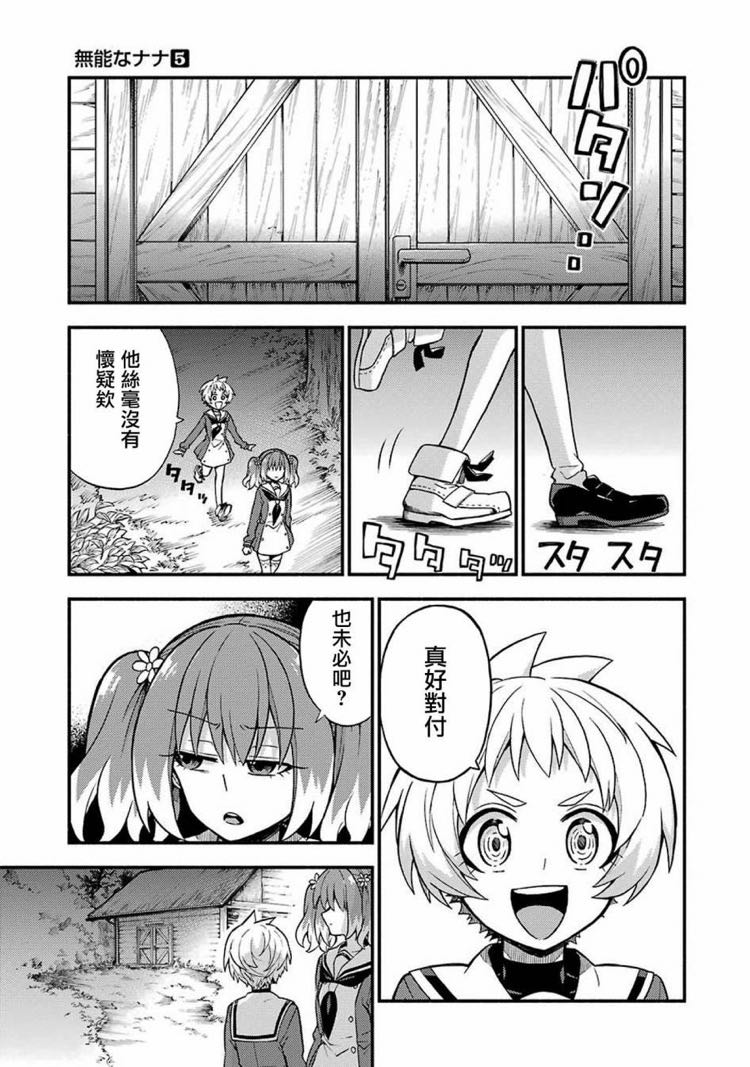 無能なナナ5
パタン…
スタ スタ
タタタッ
他絲毫沒有
懷疑欸
タタタッ
真好對付
也未必吧？